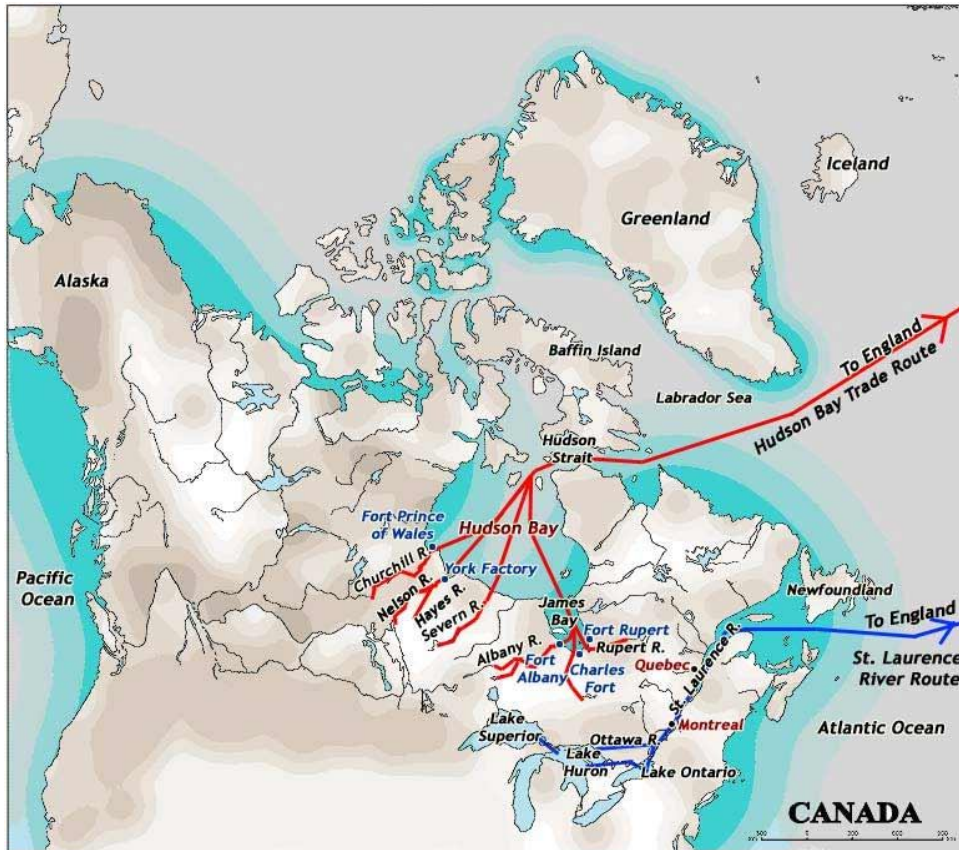 Iceland
Greenland
Alaska
Baffin Island
To England
Labrador Sea
Hudson Bay Trade Route
Hudson
Strait
Fort Prince
of Wales
Hudson Bay
Churchill R.
York Factory
Pacific
Ocean
Nelson R.
Hayes R.
Severn R.
Newfoundland
James
Bay
To England
Fort Rupert
Albany R.
Rupert R.
St. Laurence R.
Quebec
St. Laurence
River Route
Fort
Albany
Charles
Fort
Lake
Superior
Montreal
Atlantic Ocean
Ottawa R.
Lake
Huron
Lake Ontario
CANADA